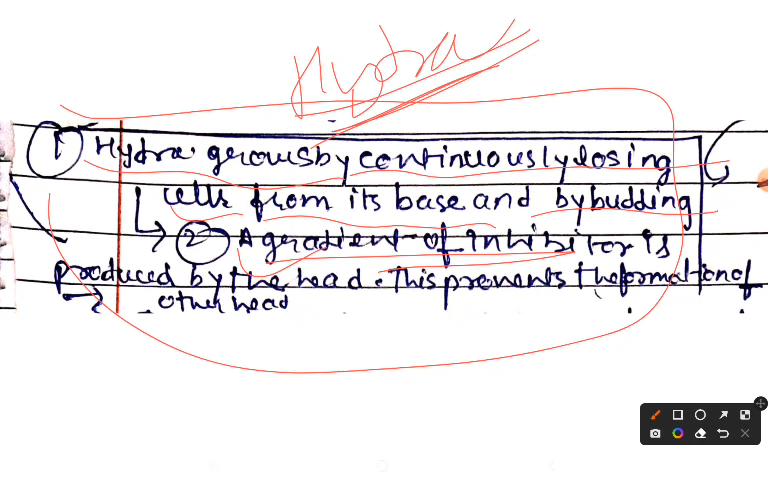 Hydra
① Hydra grows by continuously losing
cells from its base and by budding
② A gradient of inhibitor is
produced by the head. This prevents the formation of
other head